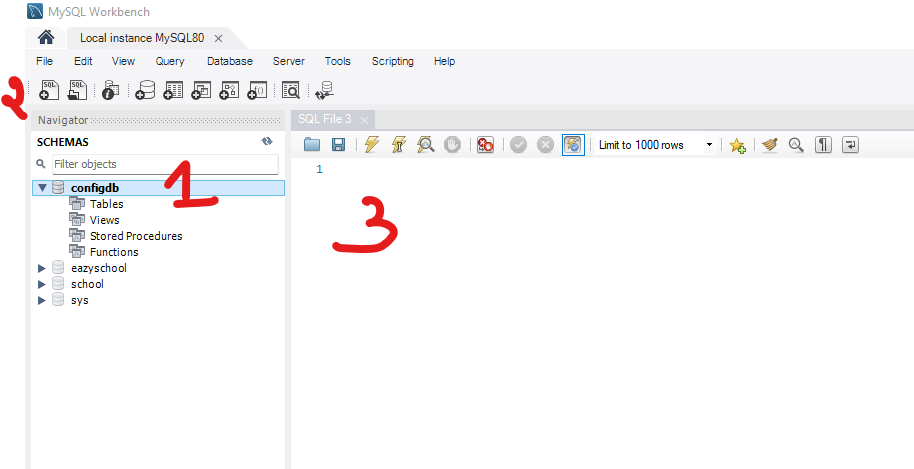 MySQL Workbench
Local instance MySQL80
File Edit View Query Database Server Tools Scripting Help
2
SQL SQL
Navigator
SQL File 3
SCHEMAS
Limit to 1000 rows
Filter objects
1
1
configdb
Tables
Views
Stored Procedures
Functions
3
eazyschool
school
sys